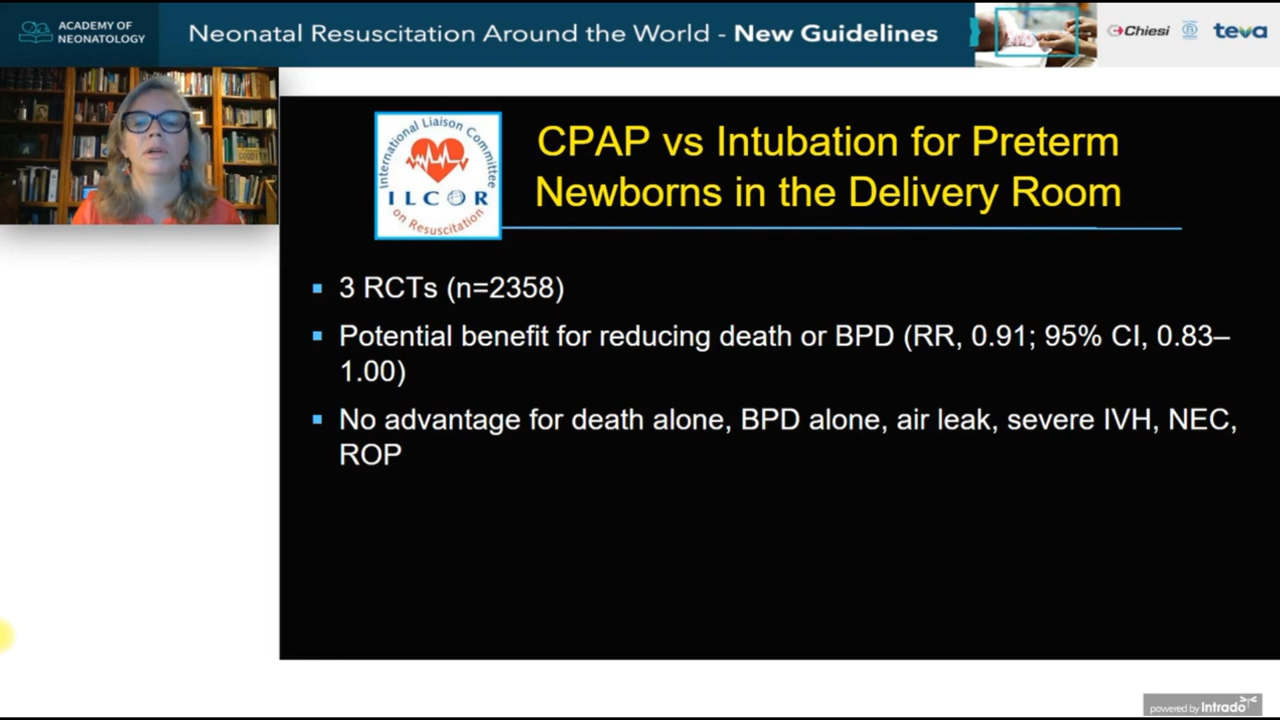 ACADEMY OF
NEONATOLOGY
Neonatal Resuscitation Around the World - New Guidelines
Chiesi
teva
International Liaison Committee
ILCOR
on Resuscitation
CPAP vs Intubation for Preterm
Newborns in the Delivery Room
▪ 3 RCTs (n=2358)
▪ Potential benefit for reducing death or BPD (RR, 0.91; 95% CI, 0.83–
1.00)
▪ No advantage for death alone, BPD alone, air leak, severe IVH, NEC,
ROP
powered by Intrado